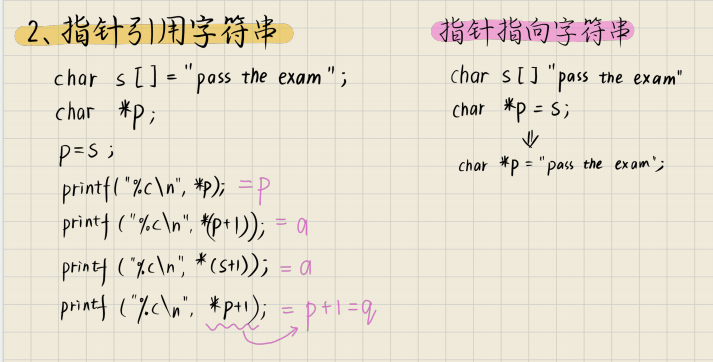 2、指针引用字符串
char s[] = "pass the exam";
char *p;
p=s;
printf("%c\n", *p); =p
printf("%c\n", *(p+1)); = a
printf("%c\n", *(s+1)); = a
printf("%c\n", *p+1); = p+1=q
指针指向字符串
char s[] "pass the exam"
char *p = s;
⇓
char *p = "pass the exam";